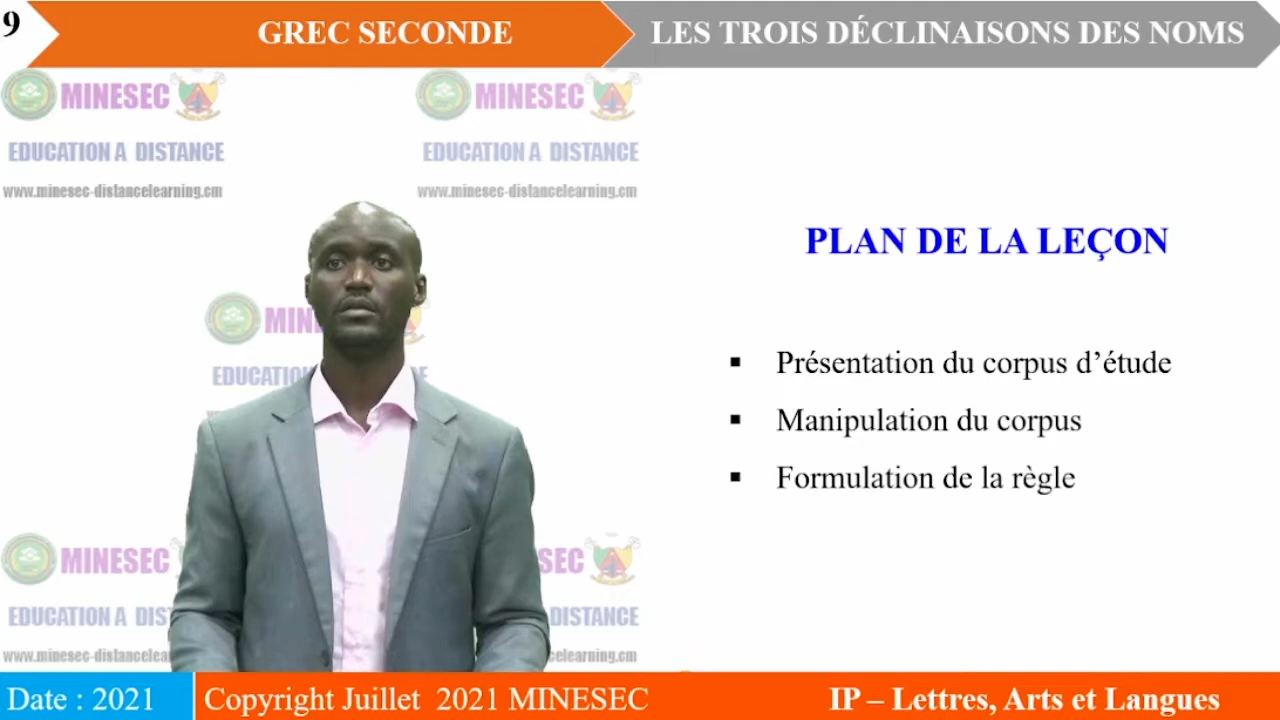 9
GREC SECONDE
LES TROIS DÉCLINAISONS DES NOMS
MINESEC
MINESEC
EDUCATION A DISTANCE
EDUCATION A DISTANCE
www.minesec-distancelearning.cm
www.minesec-distancelearning.cm
PLAN DE LA LEÇON
▪ Présentation du corpus d’étude
▪ Manipulation du corpus
▪ Formulation de la règle
MINESEC
EDUCATION A DIST
DISTANCE
Date : 2021
Copyright Juillet 2021 MINESEC
IP – Lettres, Arts et Langues